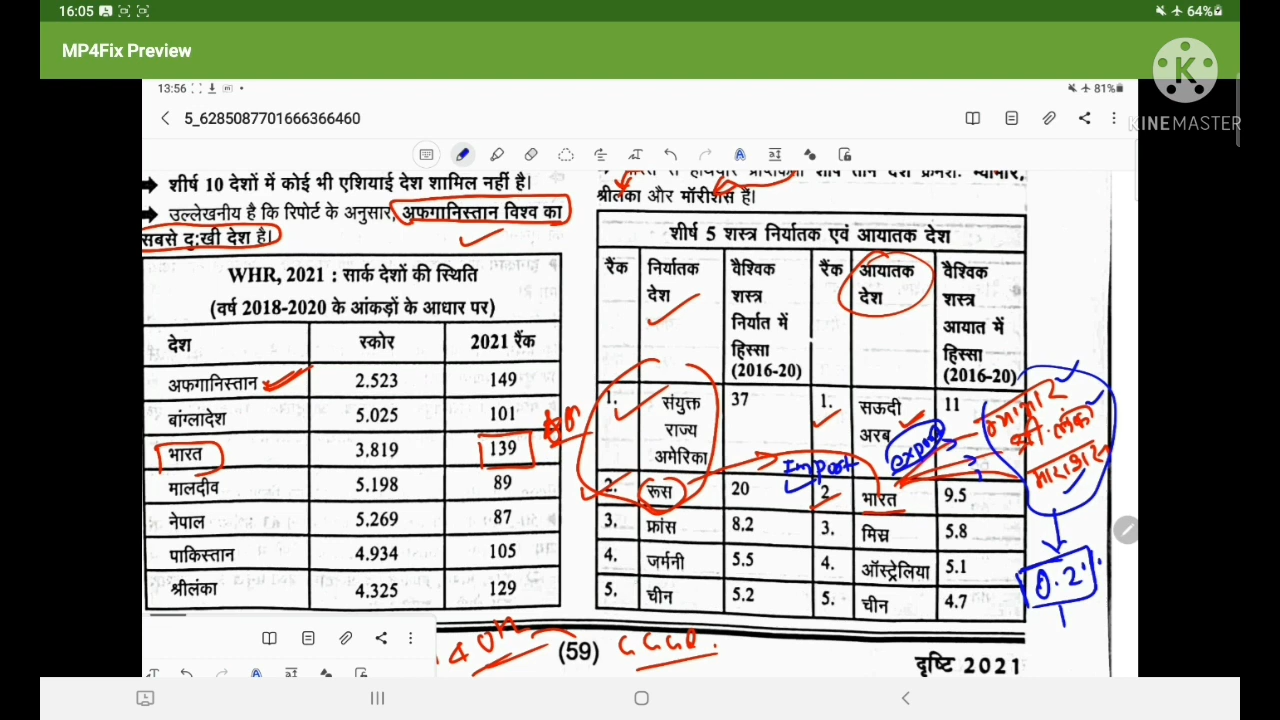 16:05
64%
MP4Fix Preview
KINEMASTER
13:56
81%
5_6285087701666366460
➔ शीर्ष 10 देशों में कोई भी एशियाई देश शामिल नहीं है।
➔ उल्लेखनीय है कि रिपोर्ट के अनुसार, अफगानिस्तान विश्व का
सबसे दुःखी देश है।
WHR, 2021 : सार्क देशों की स्थिति
(वर्ष 2018-2020 के आंकड़ों के आधार पर)
देश स्कोर 2021 रैंक
अफगानिस्तान 2.523 149
बांग्लादेश 5.025 101
भारत 3.819 139
मालदीव 5.198 89
नेपाल 5.269 87
पाकिस्तान 4.934 105
श्रीलंका 4.325 129
श्रीलंका और मॉरीशस हैं।
शीर्ष 5 शस्त्र निर्यातक एवं आयातक देश
रैंक निर्यातक वैश्विक रैंक आयातक वैश्विक
देश शस्त्र देश शस्त्र
निर्यात में आयात में
हिस्सा हिस्सा
(2016-20) (2016-20)
1. संयुक्त 37 1. सऊदी 11
राज्य अरब
अमेरिका
2. रूस 20 2. भारत 9.5
3. फ्रांस 8.2 3. मिस्र 5.8
4. जर्मनी 5.5 4. ऑस्ट्रेलिया 5.1
5. चीन 5.2 5. चीन 4.7
Import
export
श्री लंका
0.2%
(59)
दृष्टि 2021